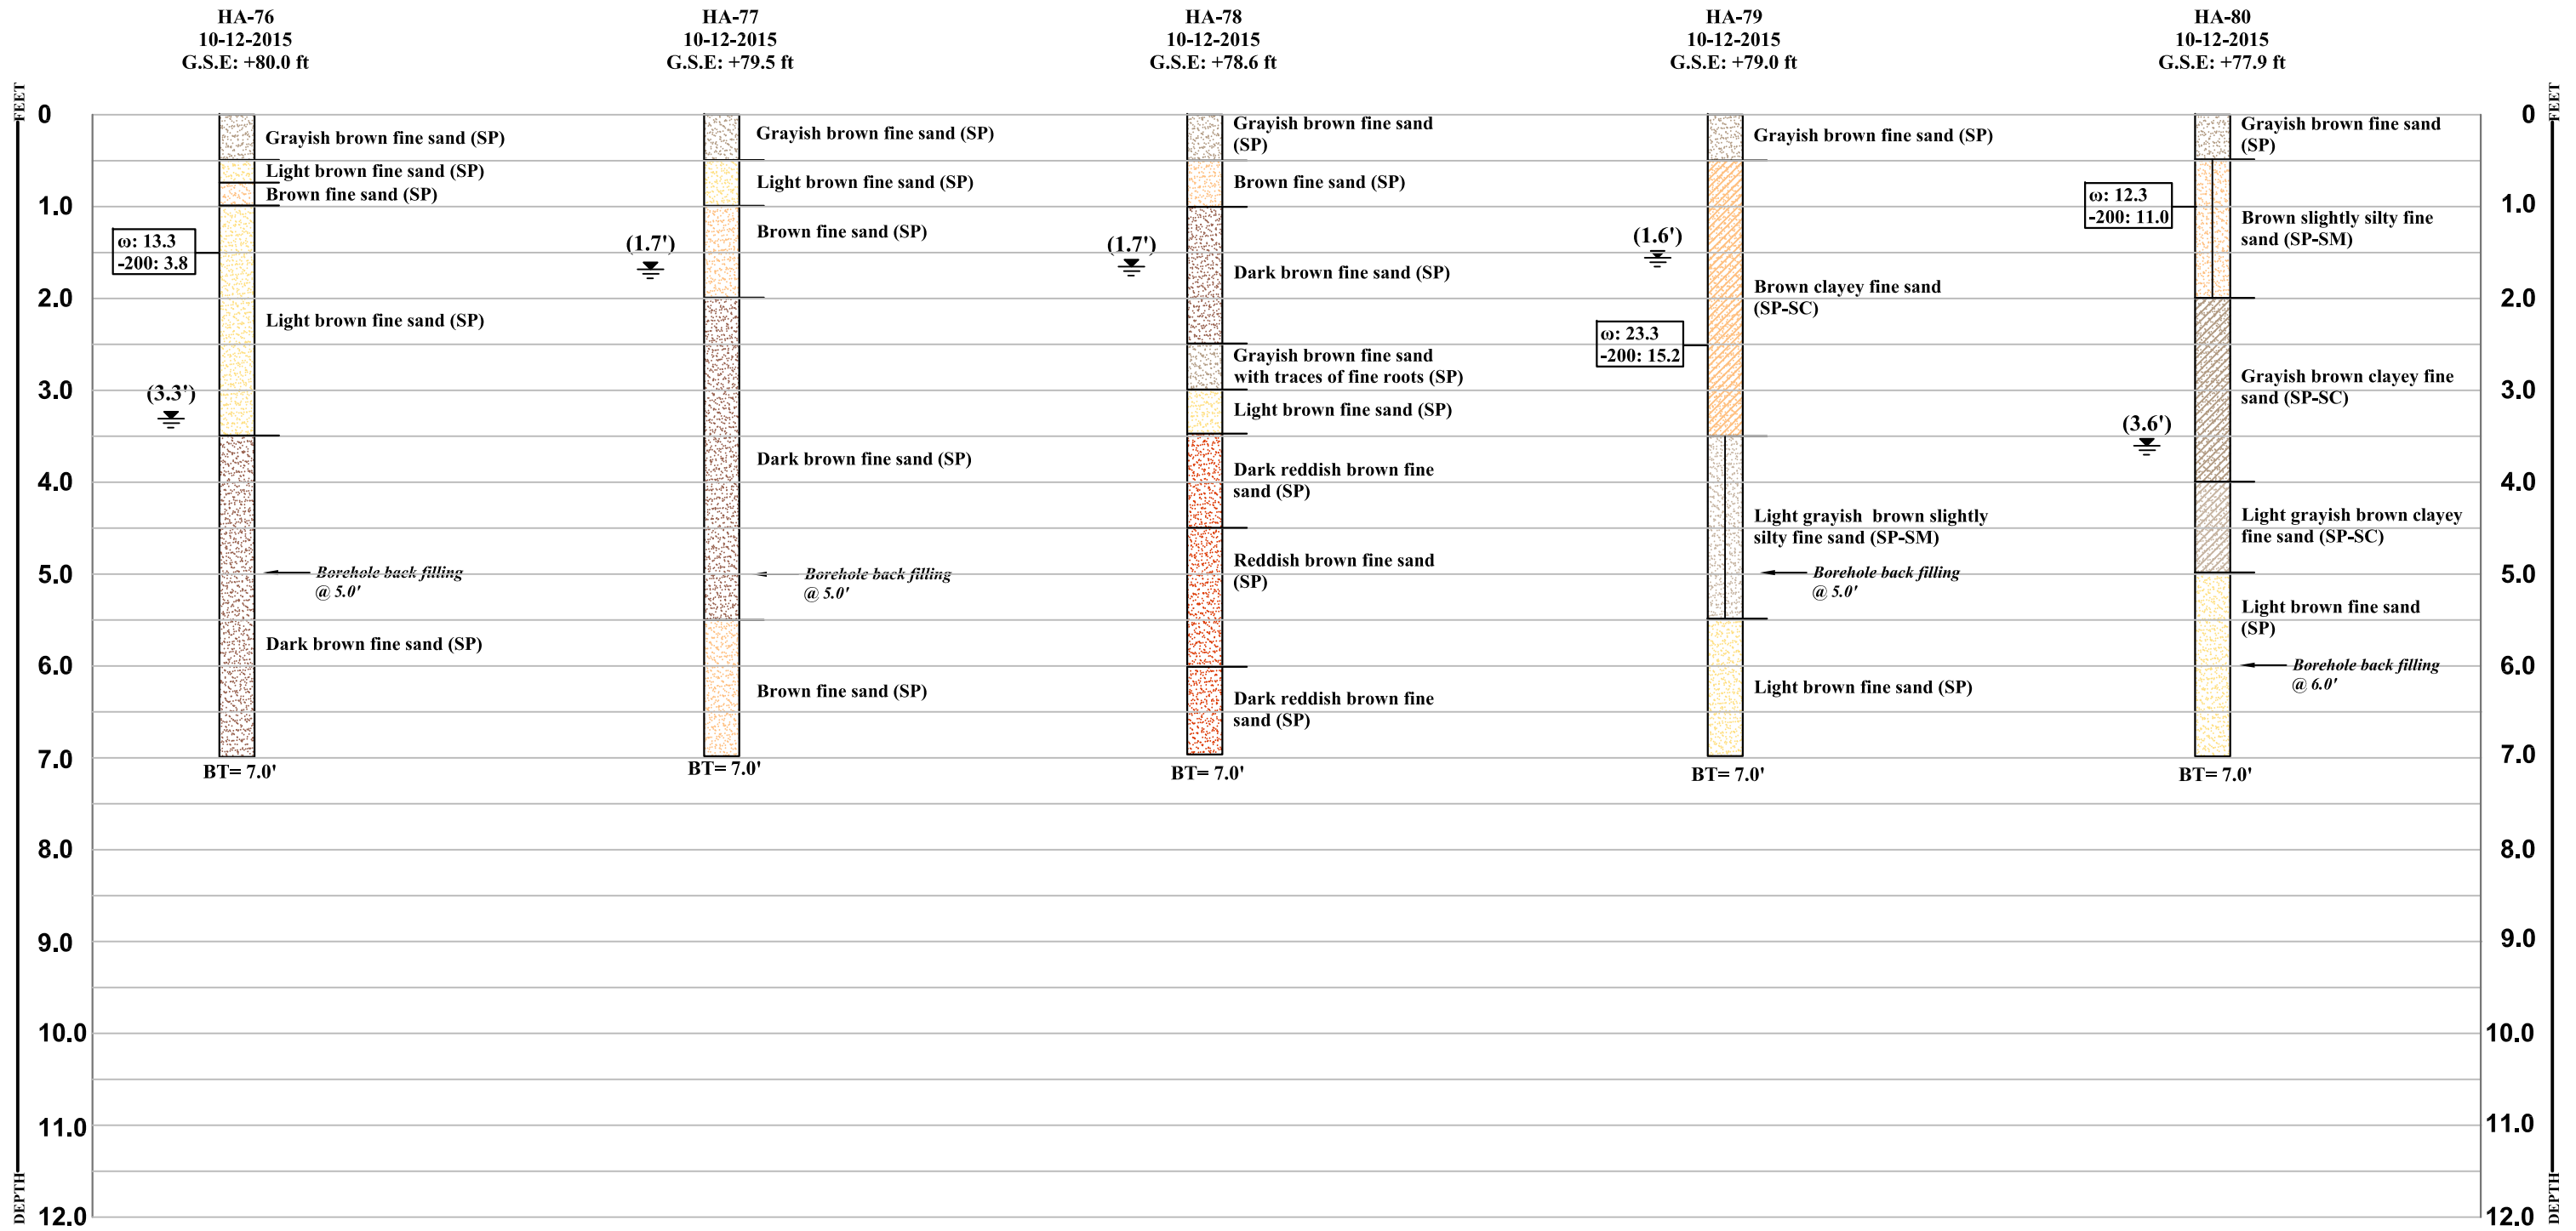 HA-76
10-12-2015
G.S.E: +80.0 ft
HA-77
10-12-2015
G.S.E: +79.5 ft
HA-78
10-12-2015
G.S.E: +78.6 ft
HA-79
10-12-2015
G.S.E: +79.0 ft
HA-80
10-12-2015
G.S.E: +77.9 ft
FEET
DEPTH
0
1.0
2.0
3.0
4.0
5.0
6.0
7.0
8.0
9.0
10.0
11.0
12.0
Grayish brown fine sand (SP)
Light brown fine sand (SP)
Brown fine sand (SP)
ω: 13.3
-200: 3.8
Light brown fine sand (SP)
(3.3')
Borehole back filling
@ 5.0'
Dark brown fine sand (SP)
BT= 7.0'
Grayish brown fine sand (SP)
Light brown fine sand (SP)
Brown fine sand (SP)
(1.7')
Dark brown fine sand (SP)
Borehole back filling
@ 5.0'
Brown fine sand (SP)
BT= 7.0'
Grayish brown fine sand
(SP)
Brown fine sand (SP)
(1.7')
Dark brown fine sand (SP)
Grayish brown fine sand
with traces of fine roots (SP)
Light brown fine sand (SP)
Dark reddish brown fine
sand (SP)
Reddish brown fine sand
(SP)
Dark reddish brown fine
sand (SP)
BT= 7.0'
Grayish brown fine sand (SP)
(1.6')
Brown clayey fine sand
(SP-SC)
ω: 23.3
-200: 15.2
Light grayish brown slightly
silty fine sand (SP-SM)
Borehole back filling
@ 5.0'
Light brown fine sand (SP)
BT= 7.0'
Grayish brown fine sand
(SP)
ω: 12.3
-200: 11.0
Brown slightly silty fine
sand (SP-SM)
Grayish brown clayey fine
sand (SP-SC)
(3.6')
Light grayish brown clayey
fine sand (SP-SC)
Light brown fine sand
(SP)
Borehole back filling
@ 6.0'
BT= 7.0'
FEET
DEPTH
0
1.0
2.0
3.0
4.0
5.0
6.0
7.0
8.0
9.0
10.0
11.0
12.0